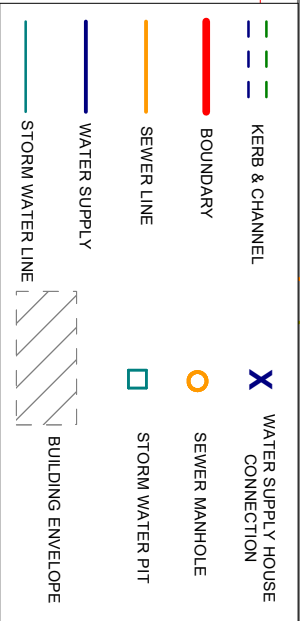 KERB & CHANNEL
BOUNDARY
SEWER LINE
WATER SUPPLY
STORM WATER LINE
X
WATER SUPPLY HOUSE
CONNECTION
SEWER MANHOLE
STORM WATER PIT
BUILDING ENVELOPE